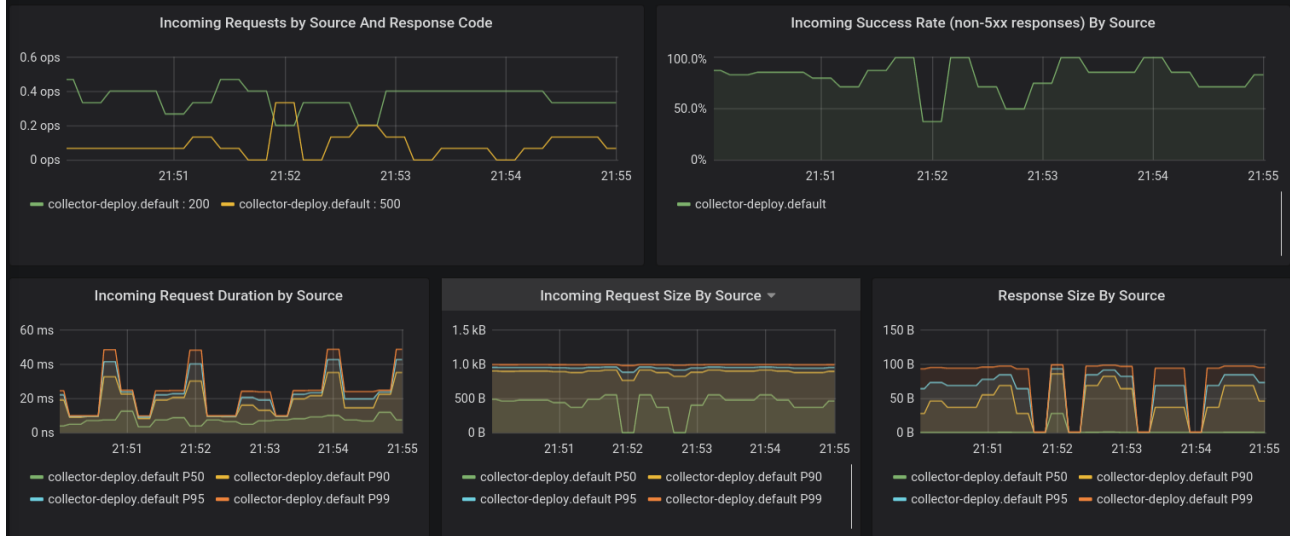 Incoming Requests by Source And Response Code
0.6 ops
0.4 ops
0.2 ops
0 ops
21:51 21:52 21:53 21:54 21:55
collector-deploy.default : 200 collector-deploy.default : 500
Incoming Success Rate (non-5xx responses) By Source
100.0%
50.0%
0%
21:51 21:52 21:53 21:54 21:55
collector-deploy.default
Incoming Request Duration by Source
60 ms
40 ms
20 ms
0 ns
21:51 21:52 21:53 21:54 21:55
collector-deploy.default P50 collector-deploy.default P90
collector-deploy.default P95 collector-deploy.default P99
Incoming Request Size By Source
1.5 kB
1.0 kB
500 B
0 B
21:51 21:52 21:53 21:54 21:55
collector-deploy.default P50 collector-deploy.default P90
collector-deploy.default P95 collector-deploy.default P99
Response Size By Source
150 B
100 B
50 B
0 B
21:51 21:52 21:53 21:54 21:55
collector-deploy.default P50 collector-deploy.default P90
collector-deploy.default P95 collector-deploy.default P99